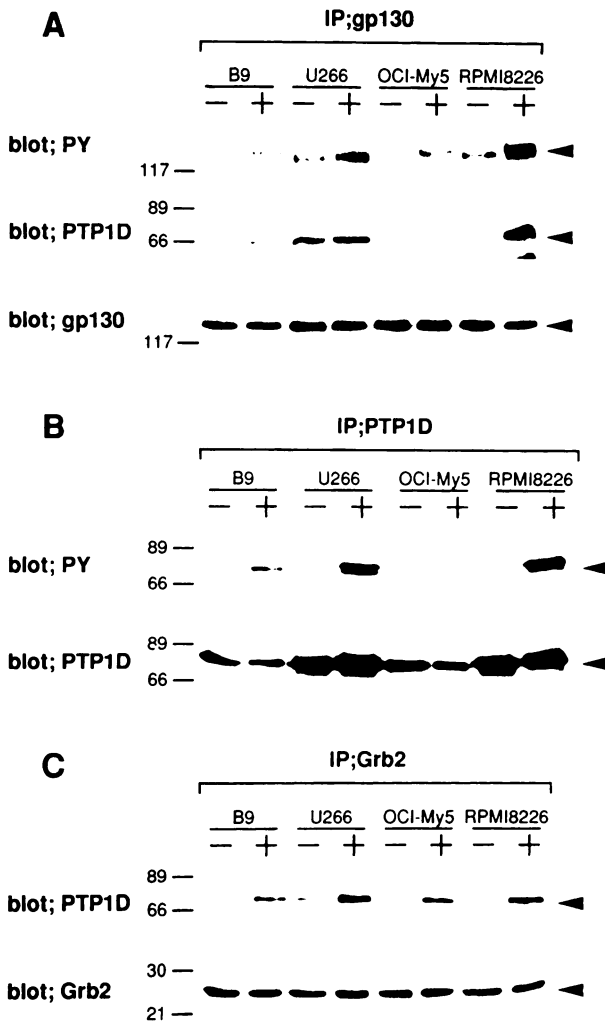 A
IP;gp130
B9 U266 OCI-My5 RPMI8226
− + − + − + − +
blot; PY
117
89
blot; PTP1D
66
blot; gp130
117
B
IP;PTP1D
B9 U266 OCI-My5 RPMI8226
− + − + − + − +
89
blot; PY
66
89
blot; PTP1D
66
C
IP;Grb2
B9 U266 OCI-My5 RPMI8226
− + − + − + − +
89
blot; PTP1D
66
30
blot; Grb2
21